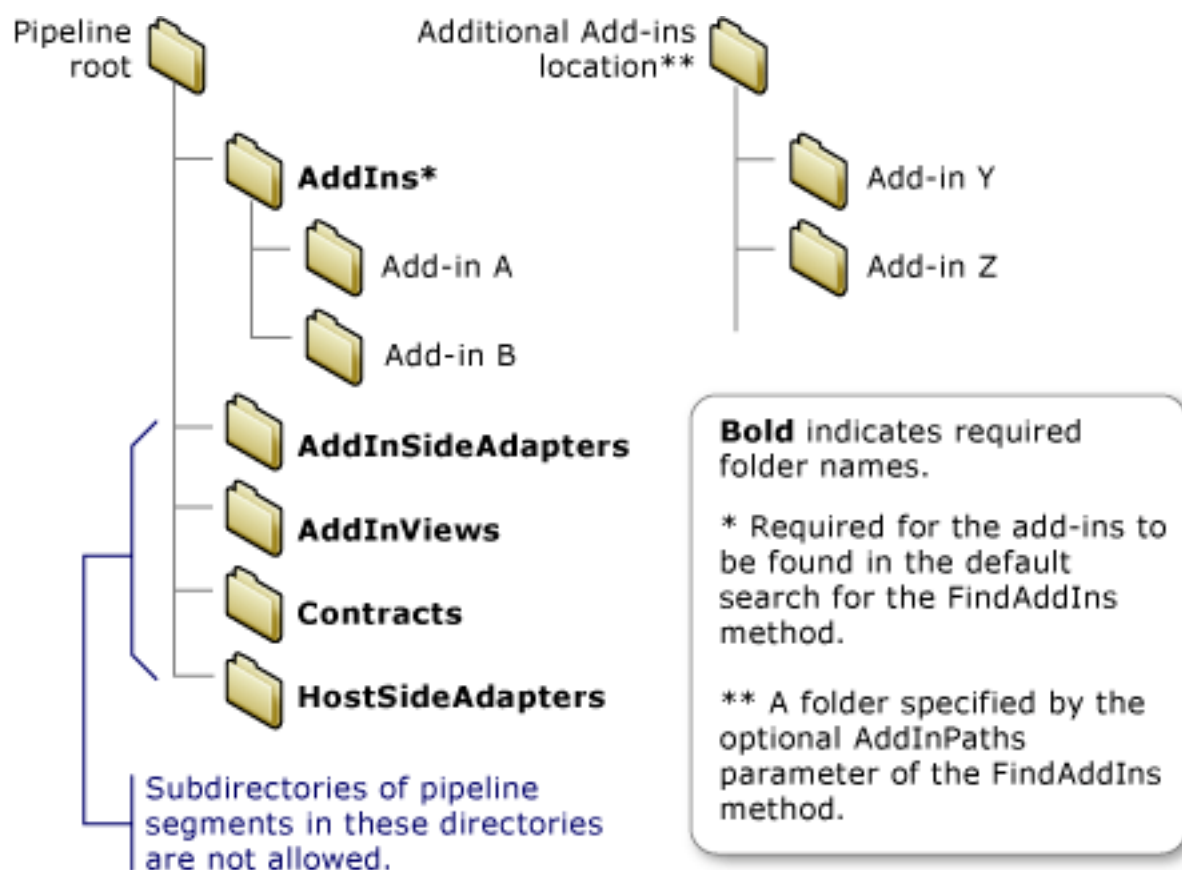 Pipeline
root
Additional Add-ins
location**
AddIns*
Add-in A
Add-in B
Add-in Y
Add-in Z
AddInSideAdapters
AddInViews
Contracts
HostSideAdapters
Subdirectories of pipeline
segments in these directories
are not allowed.
Bold indicates required
folder names.
* Required for the add-ins to
be found in the default
search for the FindAddIns
method.
** A folder specified by the
optional AddInPaths
parameter of the FindAddIns
method.